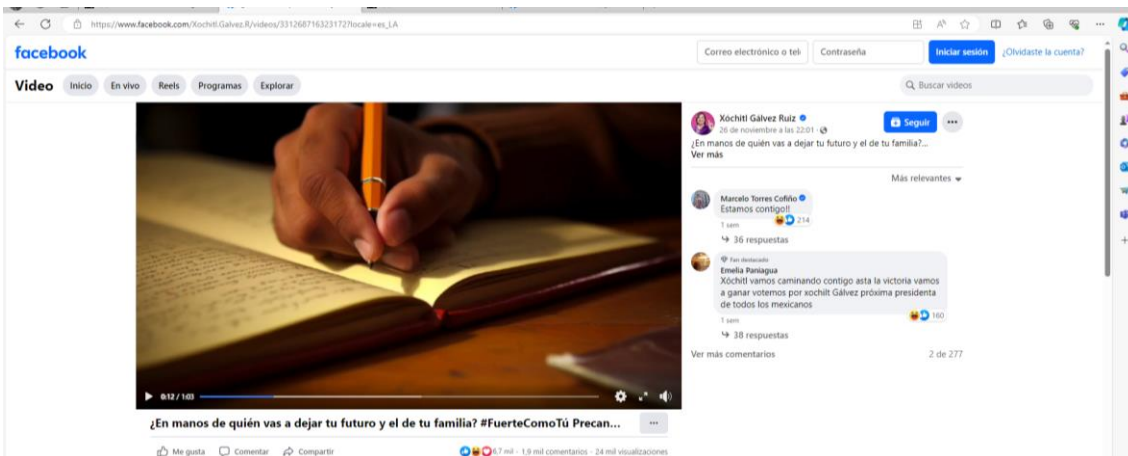 https://www.facebook.com/Xochitl.Galvez.R/videos/3312687163231727?locale=es_LA
facebook
Correo electrónico o telé
Contraseña
Iniciar sesión
¿Olvidaste la cuenta?
Video
Inicio
En vivo
Reels
Programas
Explorar
Buscar videos
Xóchitl Gálvez Ruiz
Seguir
26 de noviembre a las 22:01 ·
¿En manos de quién vas a dejar tu futuro y el de tu familia?...
Ver más
Más relevantes
Marcelo Torres Cofiño
Estamos contigo!!
214
1 sem
36 respuestas
Fan destacado
Emelia Paniagua
Xóchitl vamos caminando contigo asta la victoria vamos
a ganar votemos por xochilt Gálvez próxima presidenta
de todos los mexicanos
160
1 sem
38 respuestas
Ver más comentarios
2 de 277
0:12 / 1:03
¿En manos de quién vas a dejar tu futuro y el de tu familia? #FuerteComoTú Precan...
Me gusta
Comentar
Compartir
6,7 mil · 1,9 mil comentarios · 24 mil visualizaciones